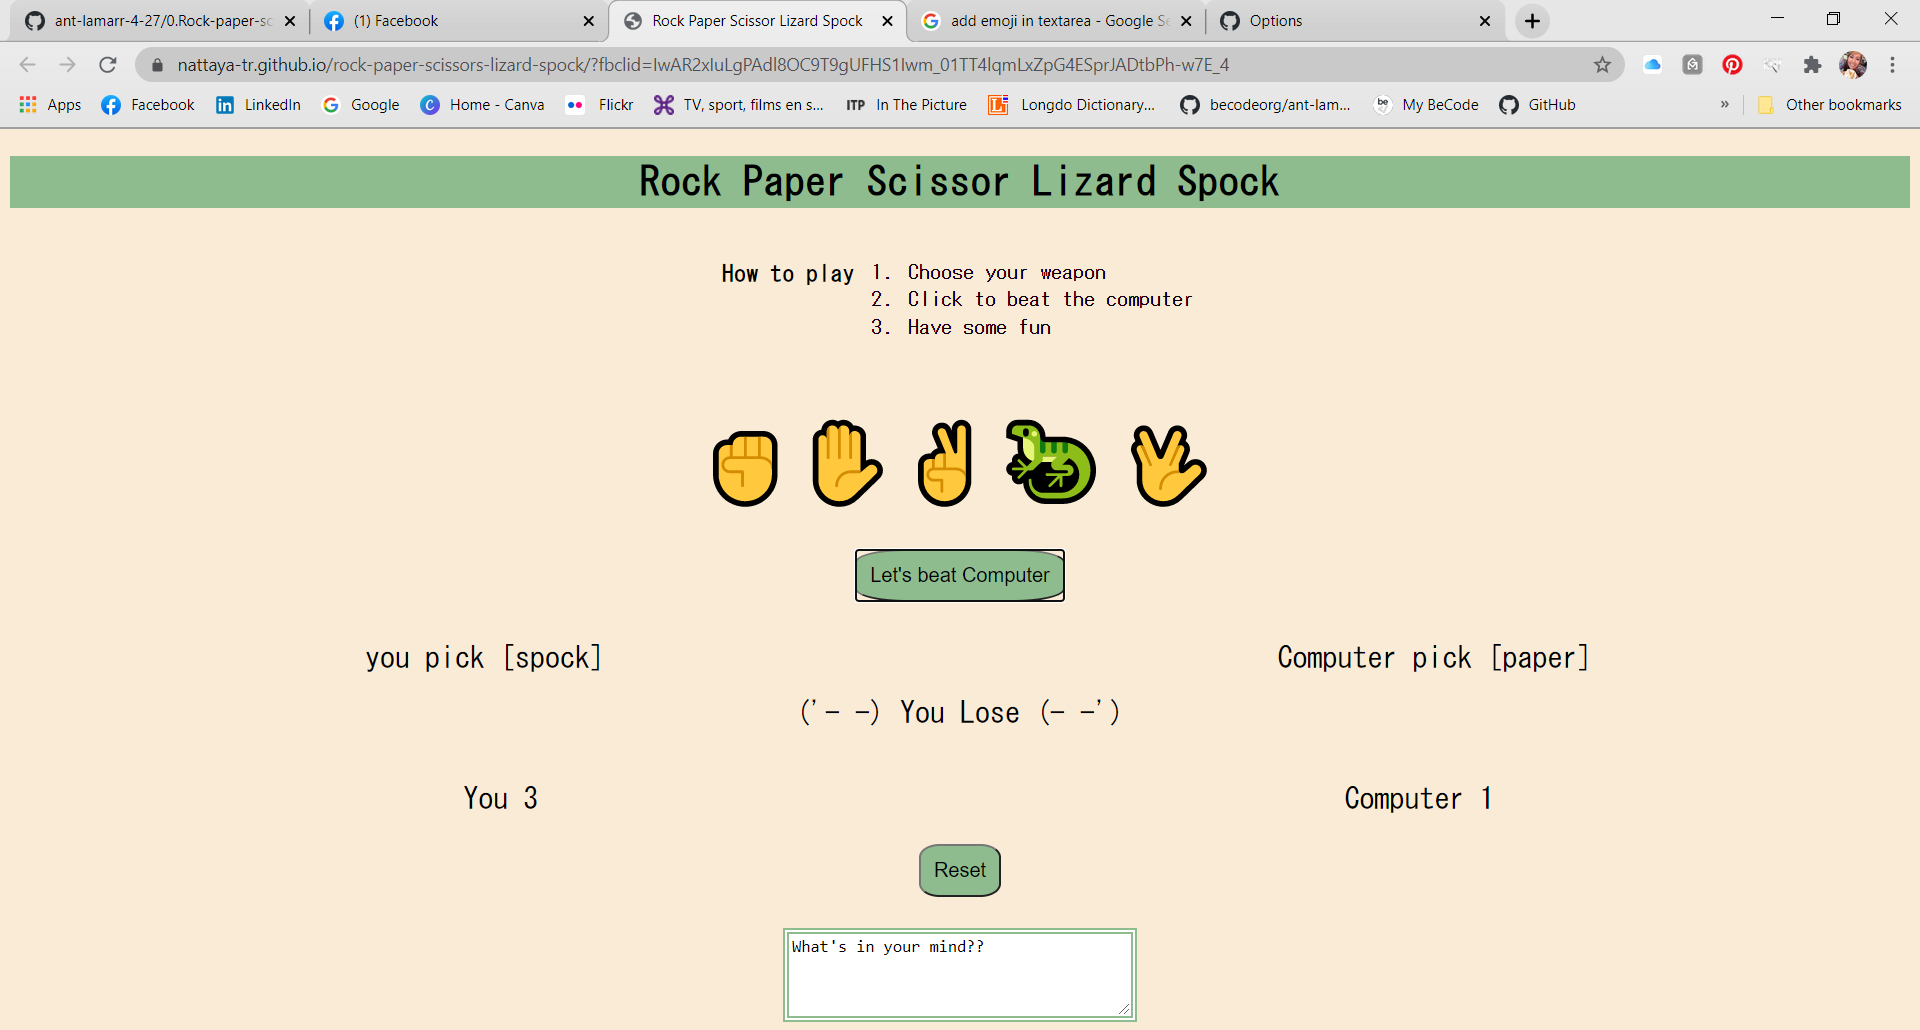 ant-lamarr-4-27/0.Rock-paper-sc
(1) Facebook
Rock Paper Scissor Lizard Spock
add emoji in textarea - Google Se
Options
nattaya-tr.github.io/rock-paper-scissors-lizard-spock/?fbclid=IwAR2xIuLgPAdl8OC9T9gUFHS1Iwm_01TT4lqmLxZpG4ESprJADtbPh-w7E_4
Apps
Facebook
LinkedIn
Google
Home - Canva
Flickr
TV, sport, films en s...
ITP In The Picture
Longdo Dictionary...
becodeorg/ant-lam...
be My BeCode
GitHub
»
Other bookmarks
Rock Paper Scissor Lizard Spock
How to play
1. Choose your weapon
2. Click to beat the computer
3. Have some fun
Let's beat Computer
you pick [spock]
Computer pick [paper]
('- -) You Lose (- -')
You 3
Computer 1
Reset
What's in your mind??